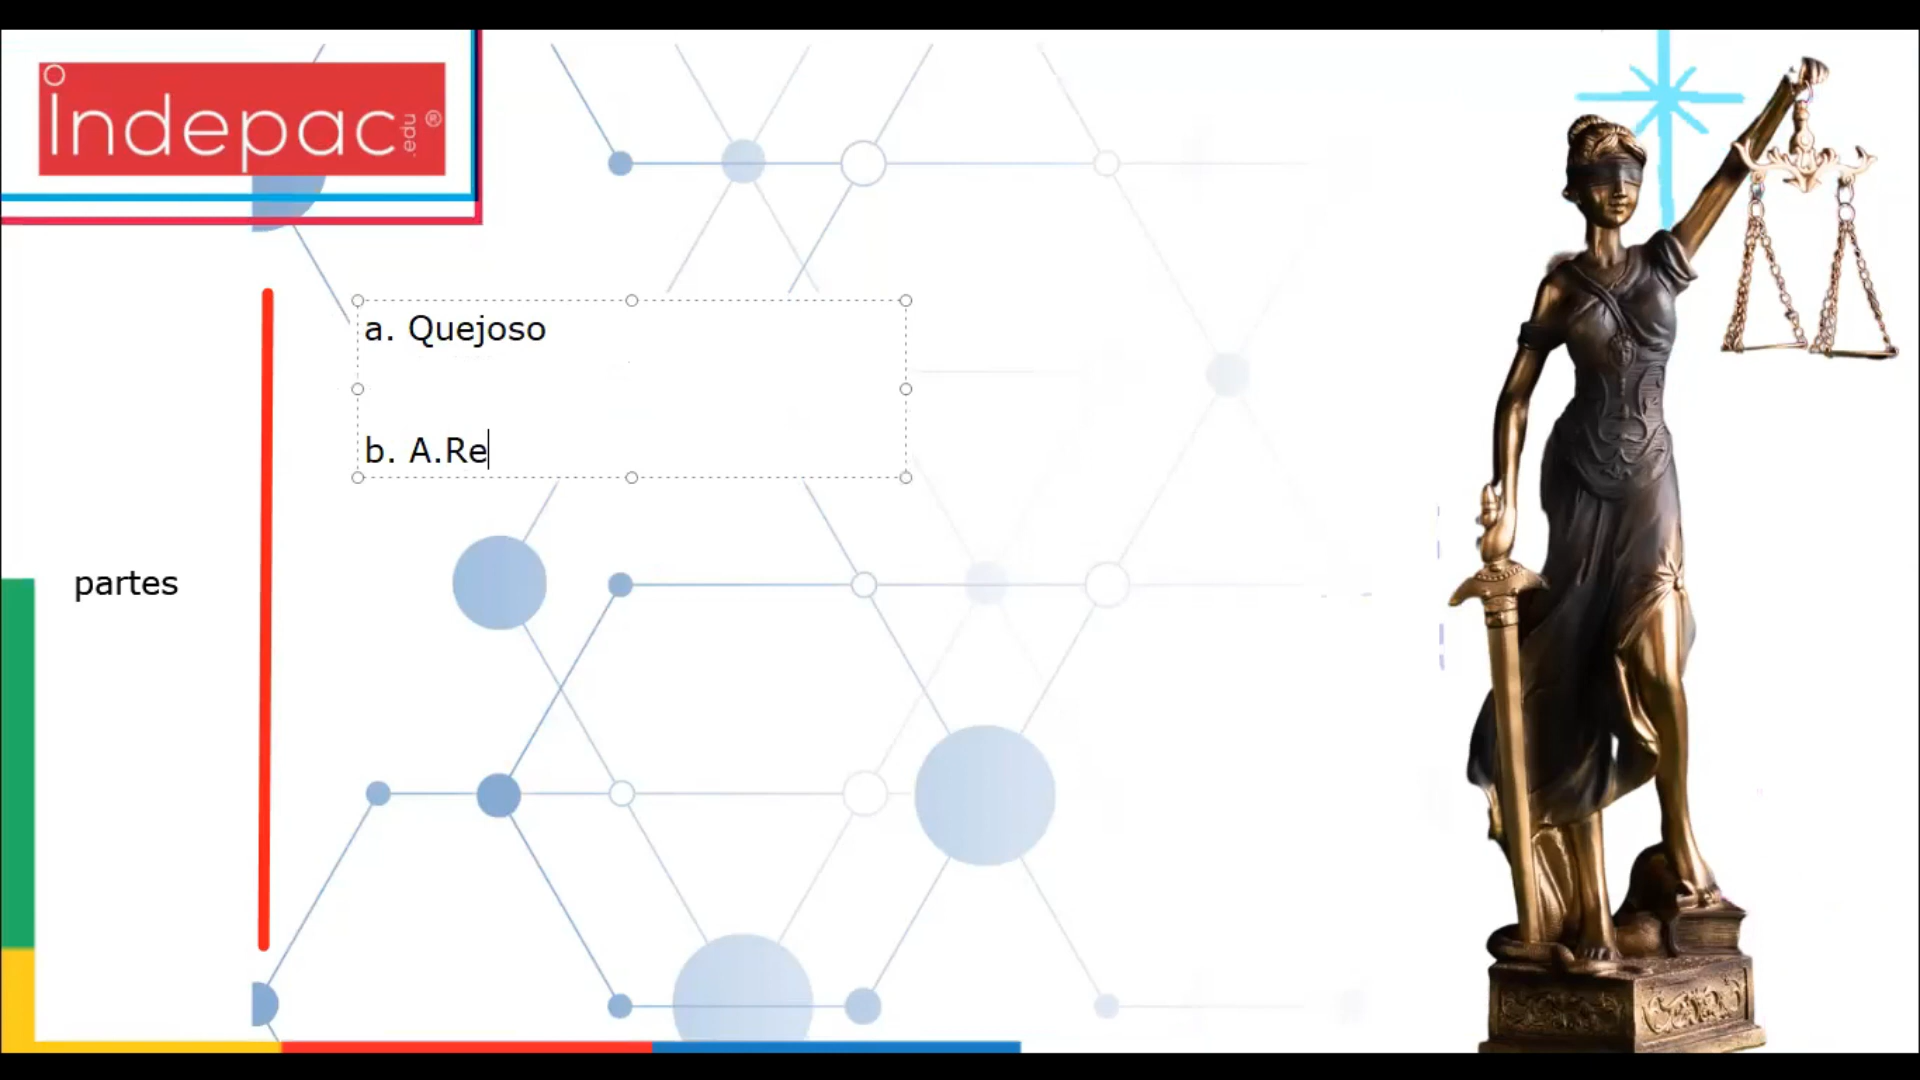 indepac
.edu ®
a. Quejoso
b. A.Re
partes